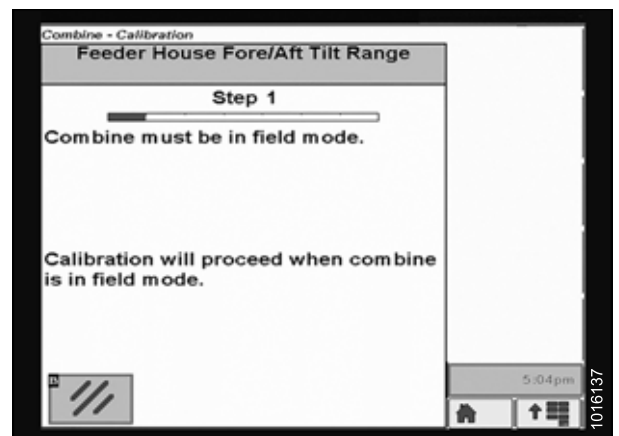 Combine - Calibration
Feeder House Fore/Aft Tilt Range
Step 1
Combine must be in field mode.
Calibration will proceed when combine
is in field mode.
5:04pm
1016137